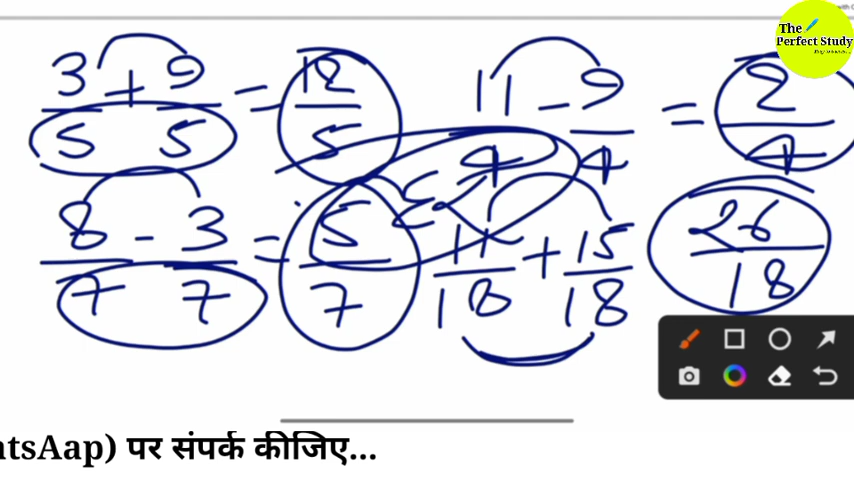 The
Perfect Study
3/5 + 9/5 = 12/5
11/4 - 9/4 = 2/4
8/7 - 3/7 = 5/7
11/18 + 15/18
26/18
atsAap) पर संपर्क कीजिए...